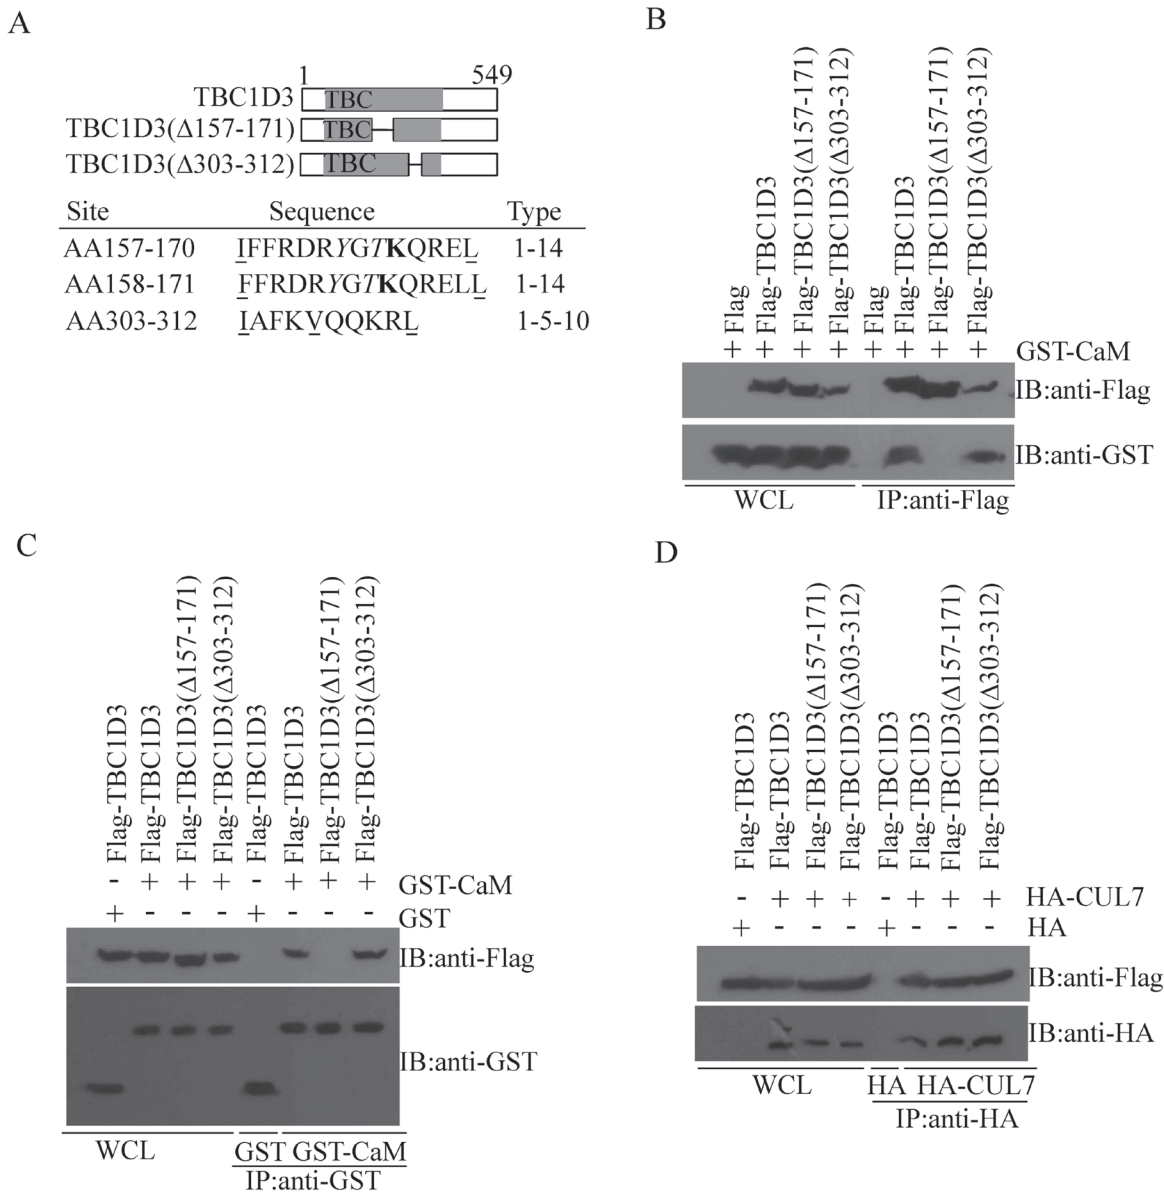 A
1 549
TBC1D3 TBC
TBC1D3(Δ157-171) TBC
TBC1D3(Δ303-312) TBC
Site Sequence Type
AA157-170 IFFRDRYGTKQREL 1-14
AA158-171 FFRDRYGTKQRELL 1-14
AA303-312 IAFKVQQKRL 1-5-10
B
Flag
Flag-TBC1D3
Flag-TBC1D3(Δ157-171)
Flag-TBC1D3(Δ303-312)
Flag
Flag-TBC1D3
Flag-TBC1D3(Δ157-171)
Flag-TBC1D3(Δ303-312)
+ + + + + + + + GST-CaM
IB:anti-Flag
IB:anti-GST
WCL IP:anti-Flag
C
Flag-TBC1D3
Flag-TBC1D3
Flag-TBC1D3(Δ157-171)
Flag-TBC1D3(Δ303-312)
Flag-TBC1D3
Flag-TBC1D3
Flag-TBC1D3(Δ157-171)
Flag-TBC1D3(Δ303-312)
- + + + - + + + GST-CaM
+ - - - + - - - GST
IB:anti-Flag
IB:anti-GST
WCL GST GST-CaM
IP:anti-GST
D
Flag-TBC1D3
Flag-TBC1D3
Flag-TBC1D3(Δ157-171)
Flag-TBC1D3(Δ303-312)
Flag-TBC1D3
Flag-TBC1D3
Flag-TBC1D3(Δ157-171)
Flag-TBC1D3(Δ303-312)
- + + + - + + + HA-CUL7
+ - - - + - - - HA
IB:anti-Flag
IB:anti-HA
WCL HA HA-CUL7
IP:anti-HA